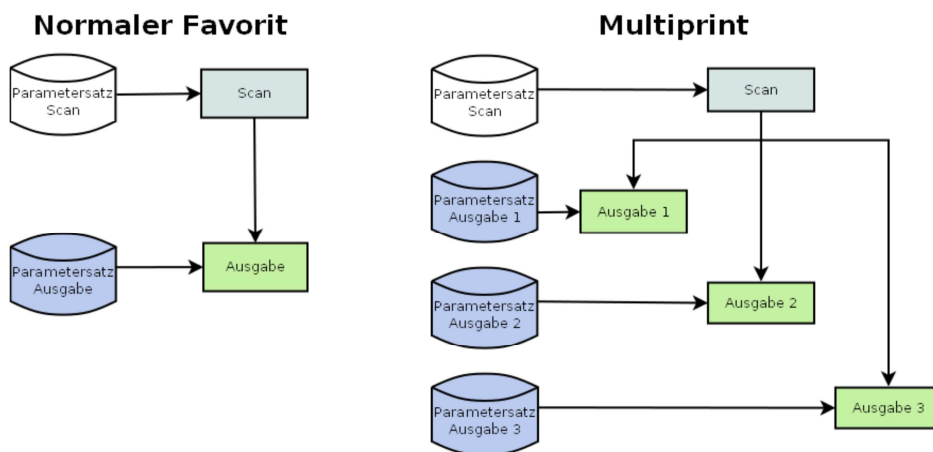 Normaler Favorit
Parametersatz
Scan
Scan
Parametersatz
Ausgabe
Ausgabe
Multiprint
Parametersatz
Scan
Scan
Parametersatz
Ausgabe 1
Ausgabe 1
Parametersatz
Ausgabe 2
Ausgabe 2
Parametersatz
Ausgabe 3
Ausgabe 3